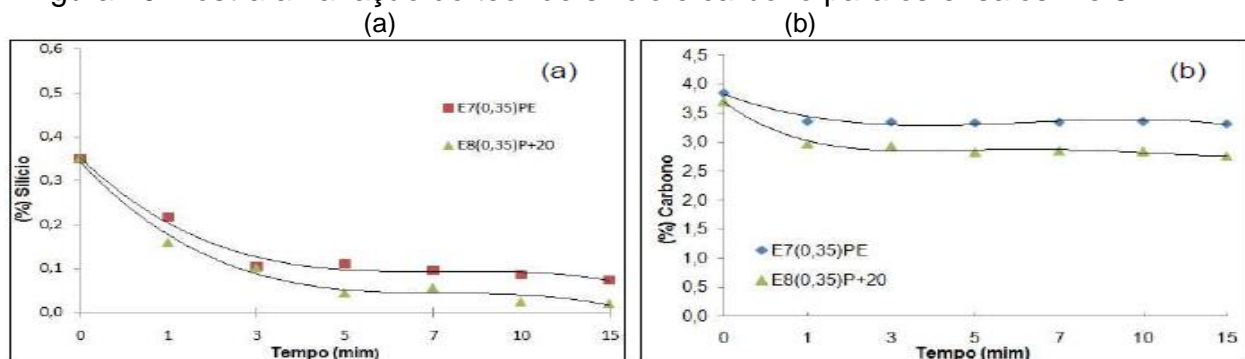 (a) (b)
(a)
0,6
0,5
0,4
0,3
0,2
0,1
0,0
(%) Silício
E7(0,35)PE
E8(0,35)P+20
0 1 3 5 7 10 15
Tempo (mim)
(b)
4,5
4,0
3,5
3,0
2,5
2,0
1,5
1,0
0,5
0,0
(%) Carbono
E7(0,35)PE
E8(0,35)P+20
0 1 3 5 7 10 15
Tempo (mim)